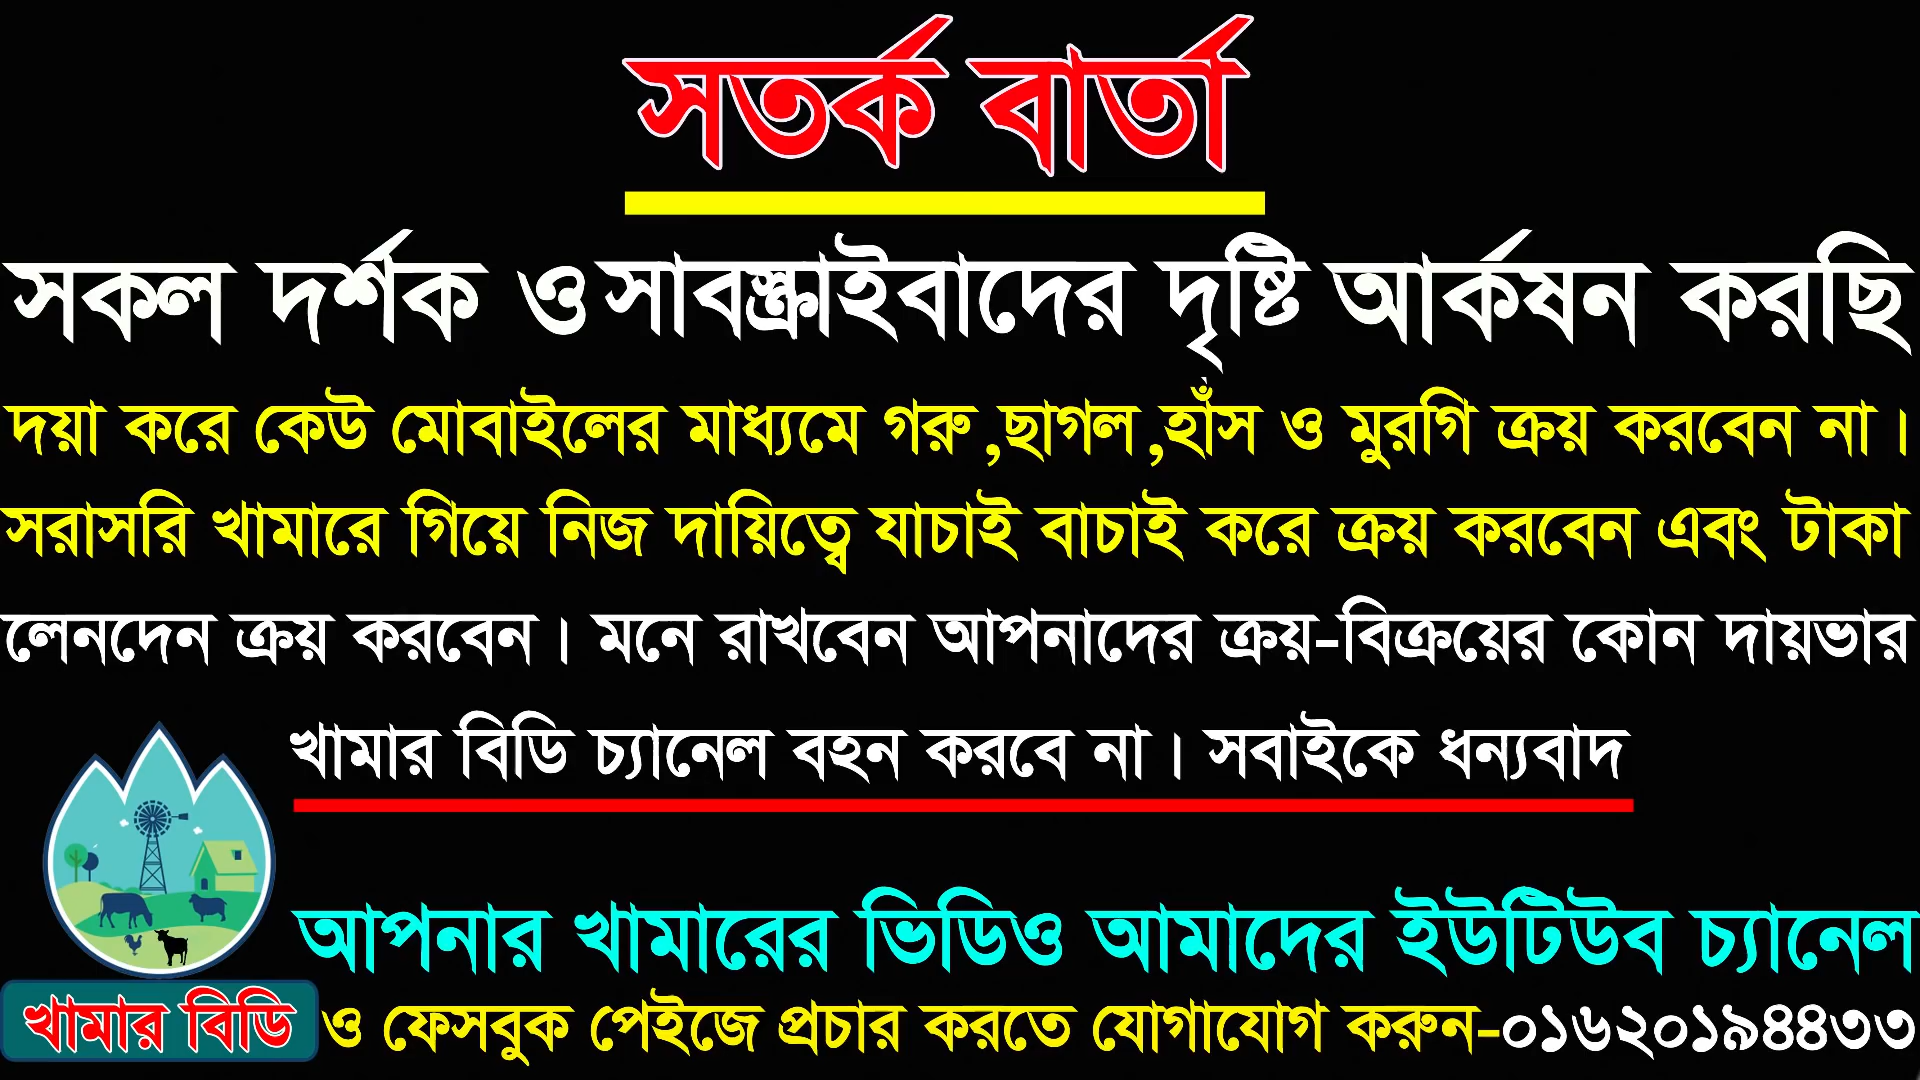 সতর্ক বার্তা
সকল দর্শক ও সাবস্ক্রাইবাদের দৃষ্টি আর্কষন করছি
দয়া করে কেউ মোবাইলের মাধ্যমে গরু ,ছাগল ,হাঁস ও মুরগি ক্রয় করবেন না।
সরাসরি খামারে গিয়ে নিজ দায়িত্বে যাচাই বাচাই করে ক্রয় করবেন এবং টাকা
লেনদেন ক্রয় করবেন। মনে রাখবেন আপনাদের ক্রয়-বিক্রয়ের কোন দায়ভার
খামার বিডি চ্যানেল বহন করবে না। সবাইকে ধন্যবাদ
আপনার খামারের ভিডিও আমাদের ইউটিউব চ্যানেল
ও ফেসবুক পেইজে প্রচার করতে যোগাযোগ করুন-০১৬২০১৯৪৪৩৩
খামার বিডি